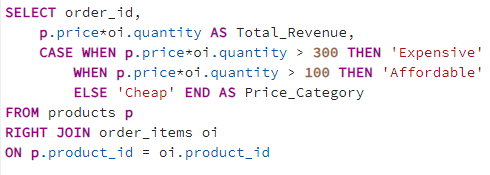 SELECT order_id,
p.price*oi.quantity AS Total_Revenue,
CASE WHEN p.price*oi.quantity > 300 THEN 'Expensive'
WHEN p.price*oi.quantity > 100 THEN 'Affordable'
ELSE 'Cheap' END AS Price_Category
FROM products p
RIGHT JOIN order_items oi
ON p.product_id = oi.product_id